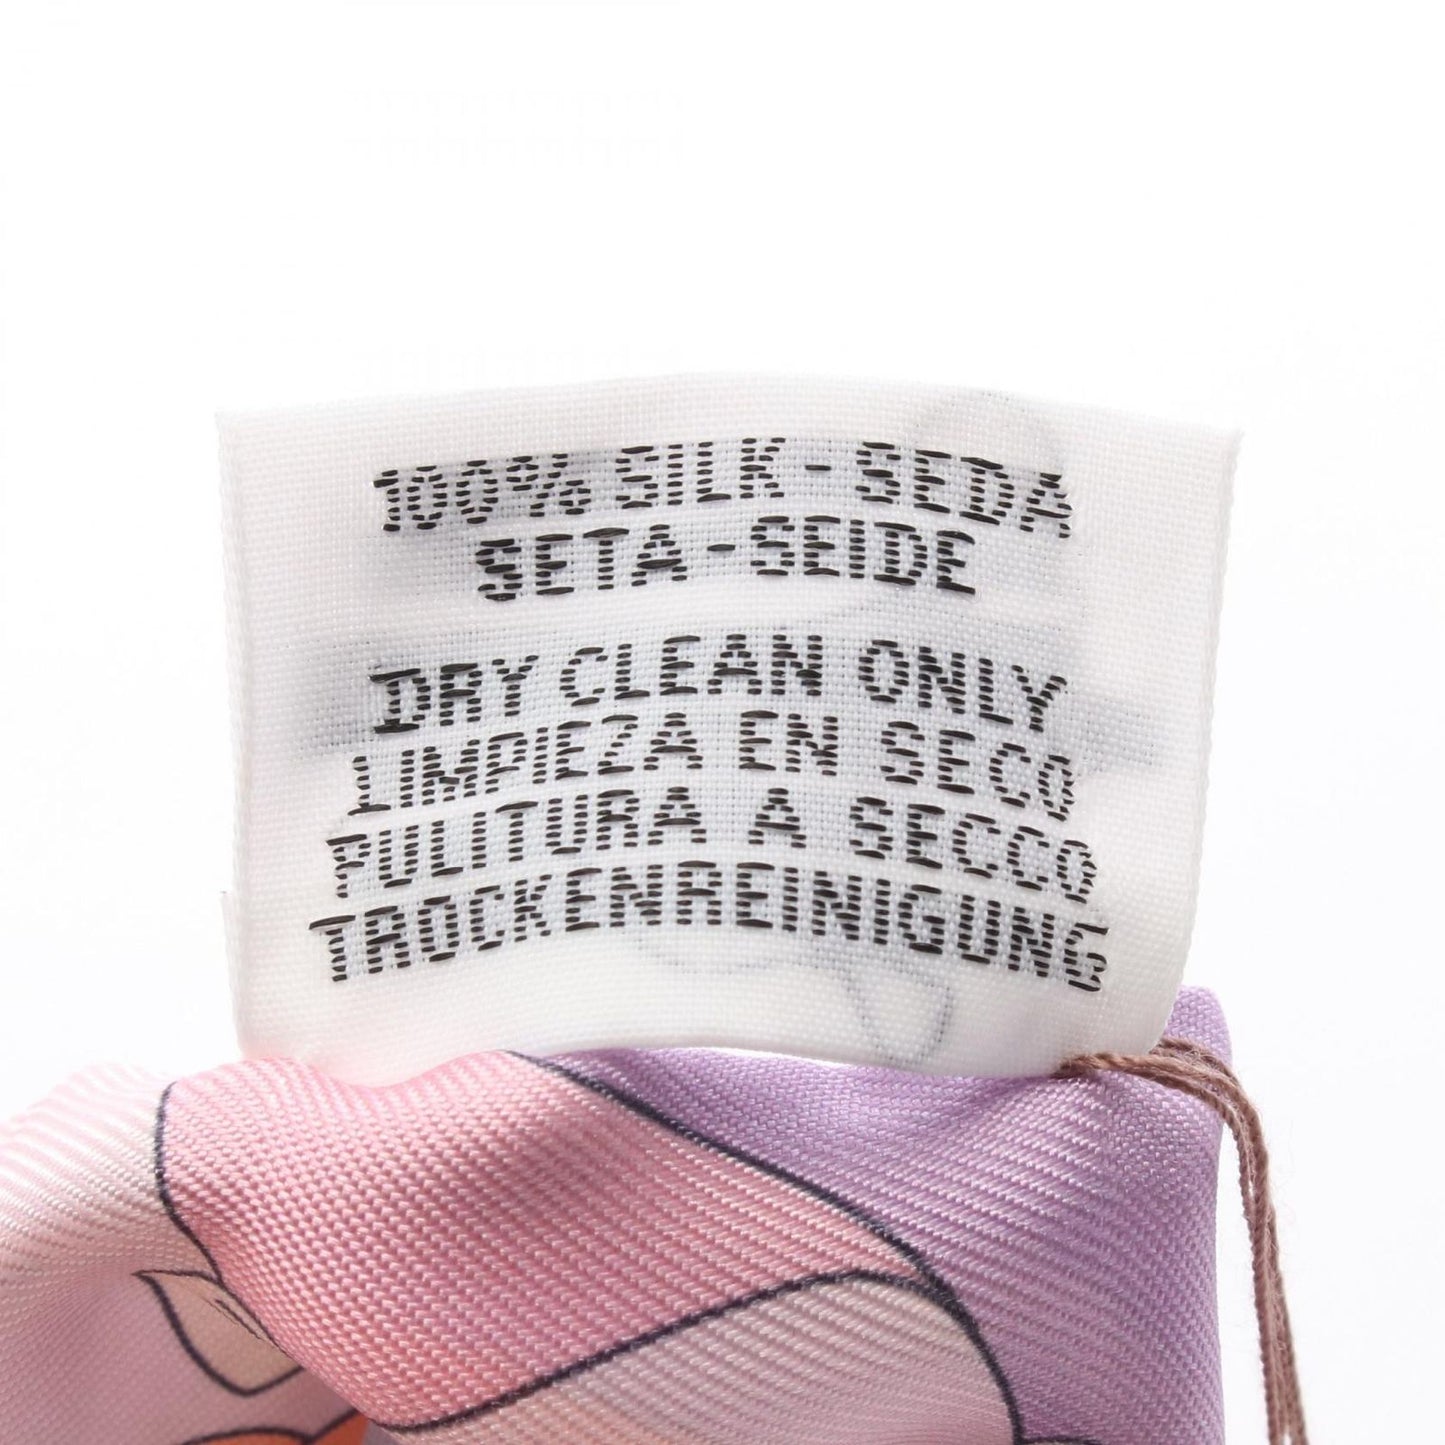 100% SILK - SEDA
SETA - SEIDE
DRY CLEAN ONLY
LIMPIEZA EN SECO
PULITURA A SECCO
TROCKENREINIGUNG